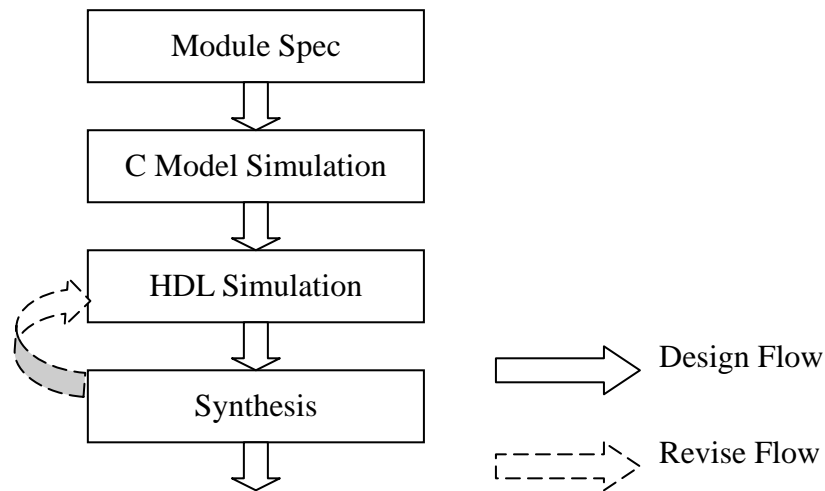 Module Spec
C Model Simulation
HDL Simulation
Synthesis
Design Flow
Revise Flow